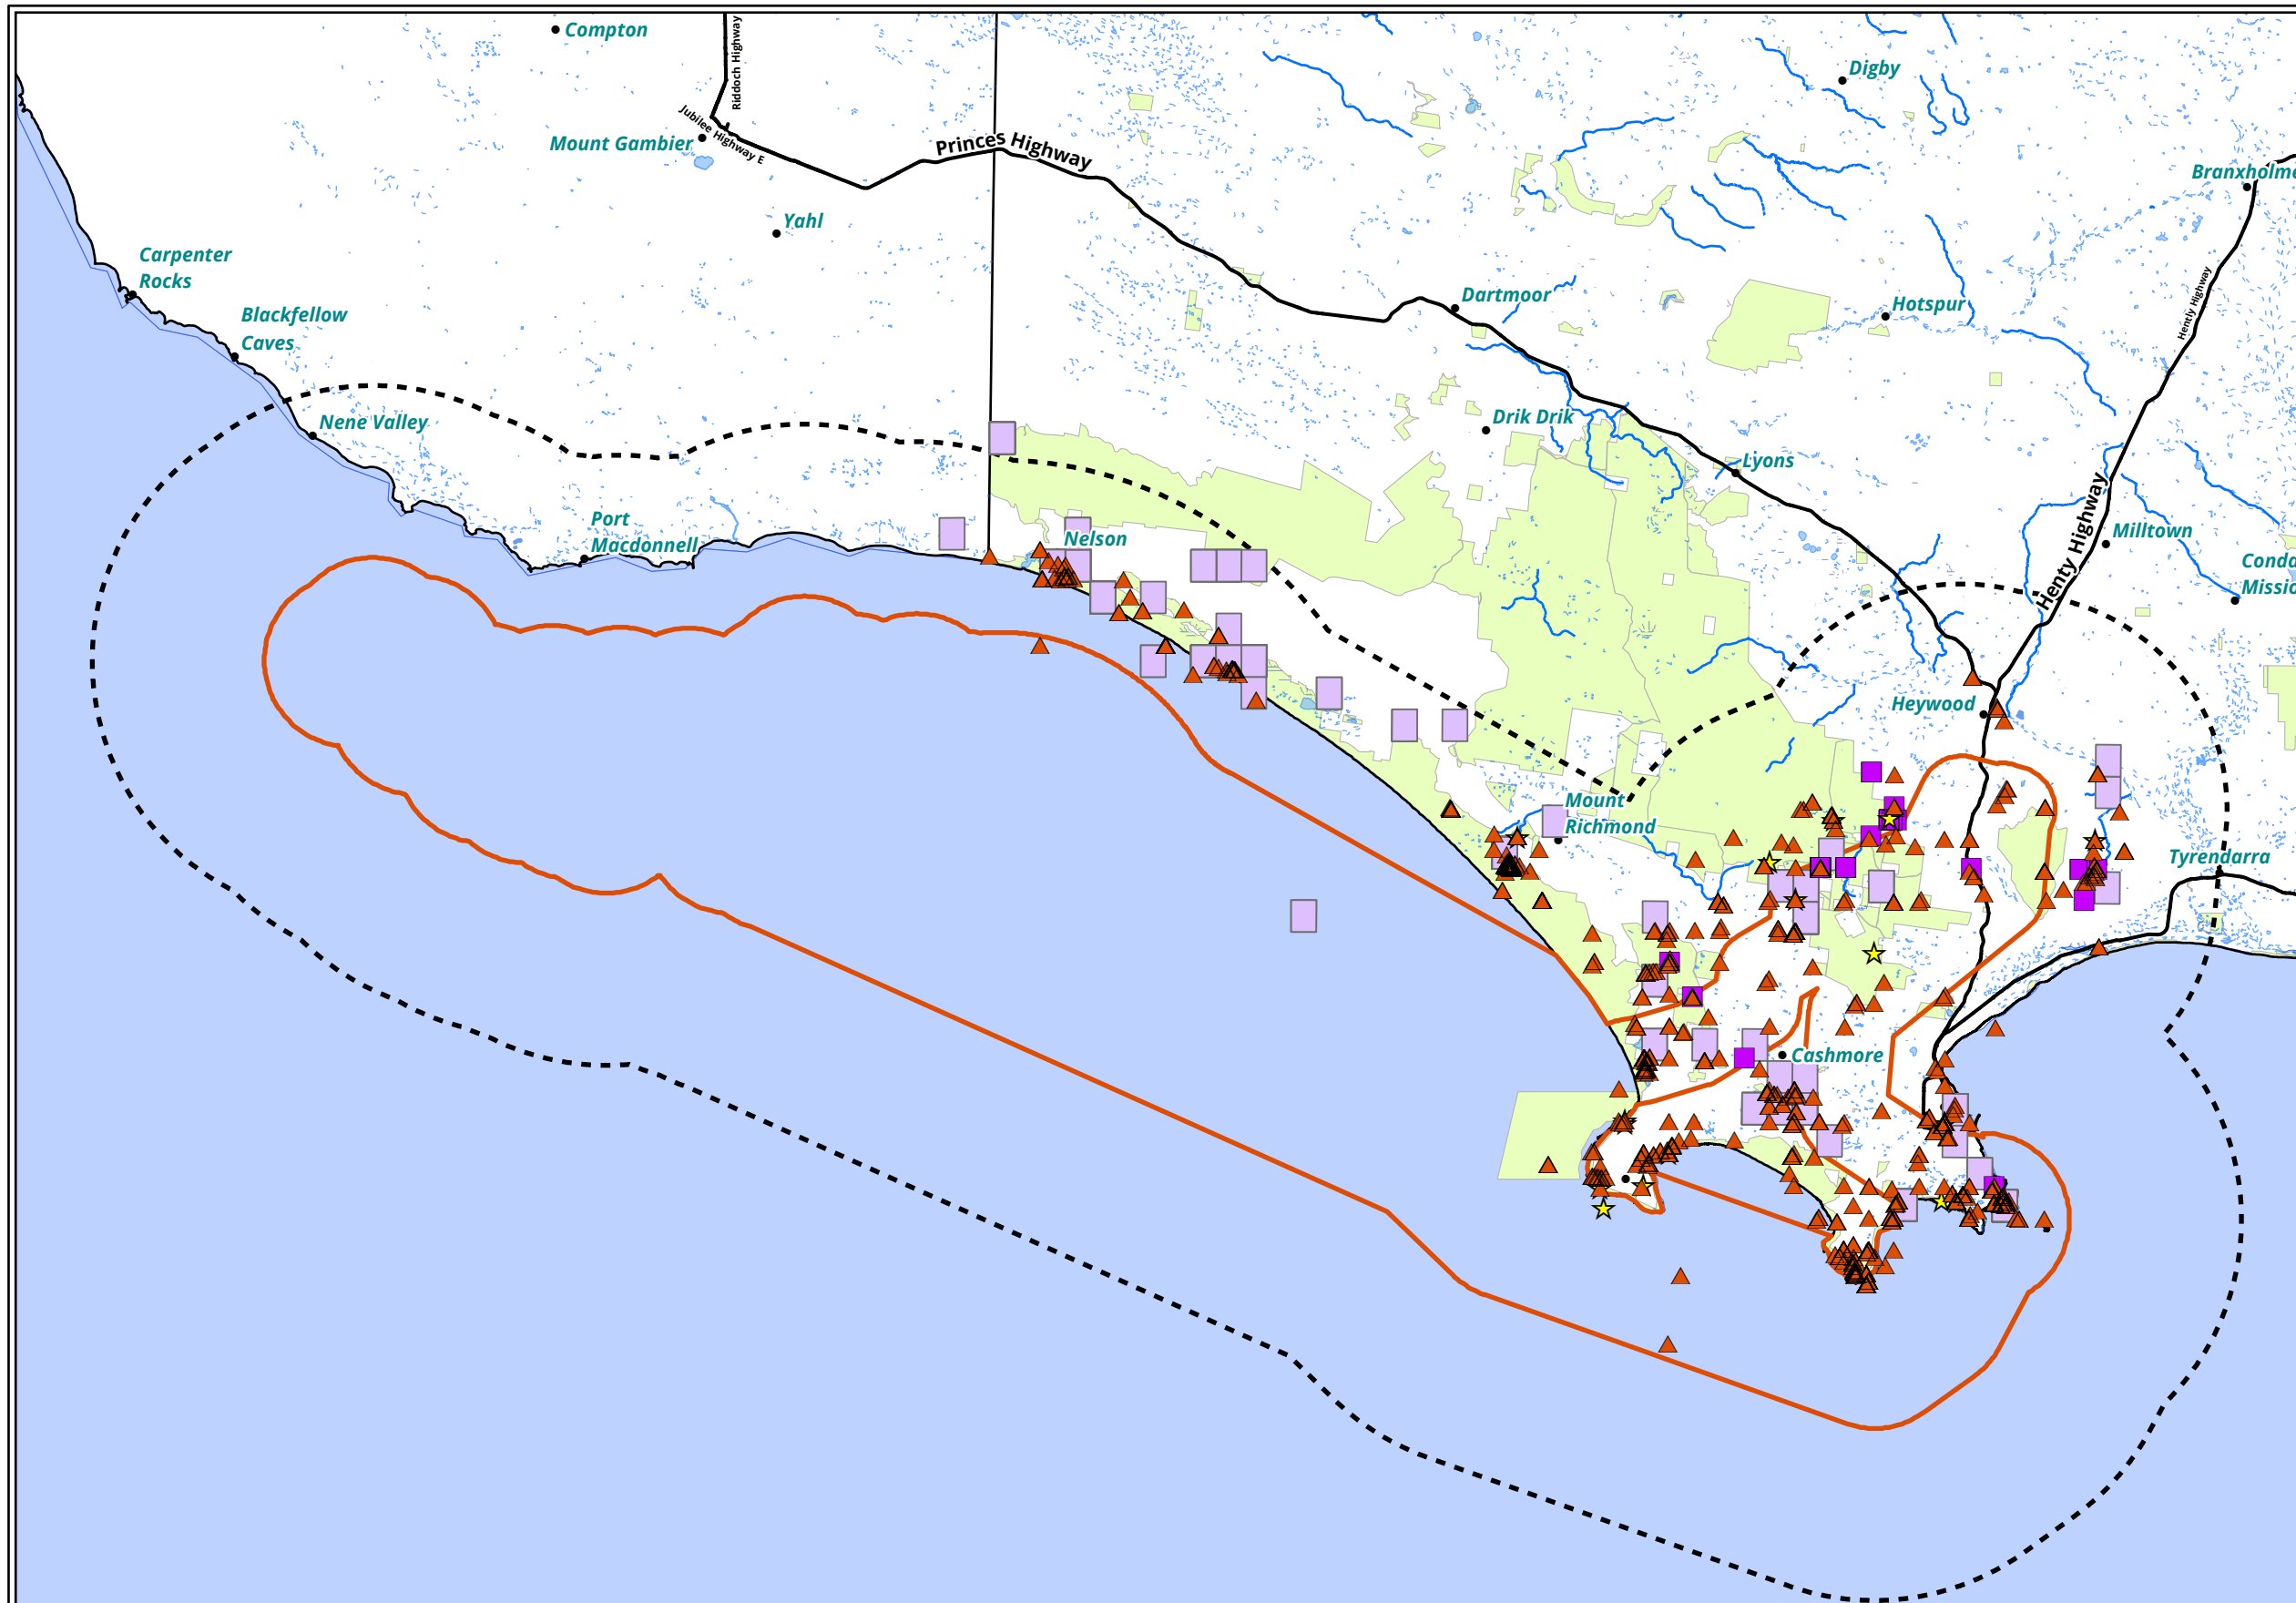 Compton
Riddoch Highway
Digby
Jubilee Highway E
Mount Gambier
Princes Highway
Branxholme
Yahl
Carpenter
Rocks
Blackfellow
Caves
Dartmoor
Hotspur
Hently Highway
Nene Valley
Drik Drik
Lyons
Port
Macdonnell
Nelson
Henty Highway
Milltown
Heywood
Mount
Richmond
Tyrendarra
Cashmore